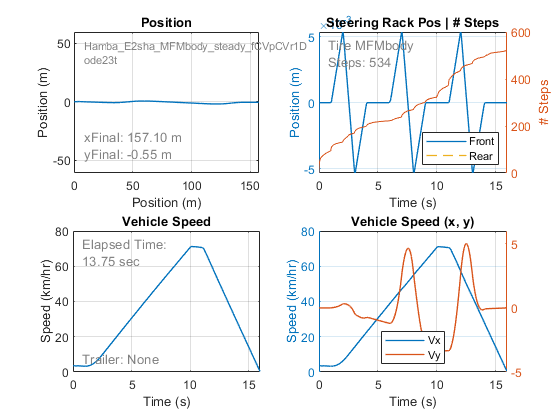 Position
Hamba_E2sha_MFMbody_steady_fCVpCVr1D
ode23t
Position (m)
50
0
-50
xFinal: 157.10 m
yFinal: -0.55 m
0
50
100
150
Position (m)
Steering Rack Pos | # Steps
Tire MFMbody
Steps: 534
Position (m)
5
0
-5
Front
Rear
# Steps
600
400
200
0
0
5
10
15
Time (s)
Vehicle Speed
Elapsed Time:
13.75 sec
Speed (km/hr)
80
60
40
20
0
Trailer: None
0
5
10
15
Time (s)
Vehicle Speed (x, y)
Speed (km/hr)
80
60
40
20
0
Vx
Vy
5
0
-5
0
5
10
15
Time (s)